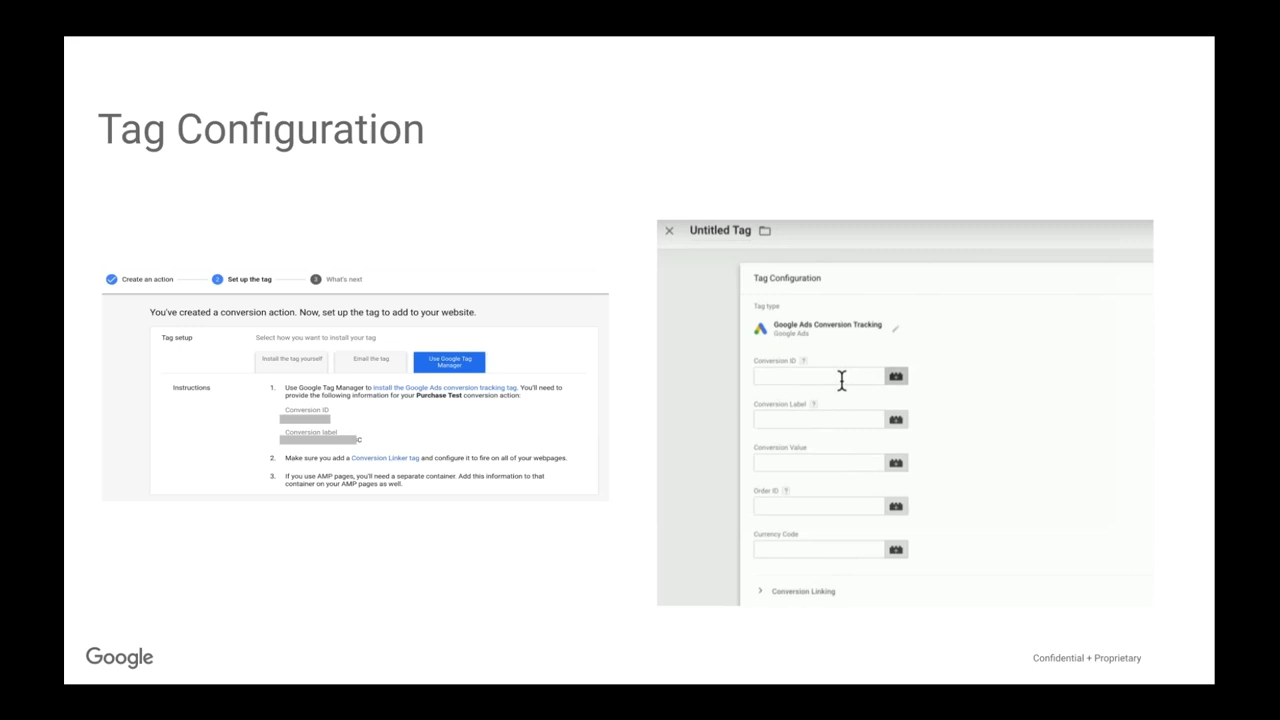 Tag Configuration
Create an action
2
Set up the tag
3
What's next
You've created a conversion action. Now, set up the tag to add to your website.
Tag setup
Select how you want to install your tag
Install the tag yourself
Email the tag
Use Google Tag
Manager
Instructions
1. Use Google Tag Manager to install the Google Ads conversion tracking tag. You'll need to
provide the following information for your Purchase Test conversion action:
Conversion ID
Conversion label
C
2. Make sure you add a Conversion Linker tag and configure it to fire on all of your webpages.
3. If you use AMP pages, you'll need a separate container. Add this information to that
container on your AMP pages as well.
Untitled Tag
Tag Configuration
Tag type
Google Ads Conversion Tracking
Google Ads
Conversion ID ?
Conversion Label ?
Conversion Value
Order ID ?
Currency Code
Conversion Linking
Google
Confidential + Proprietary